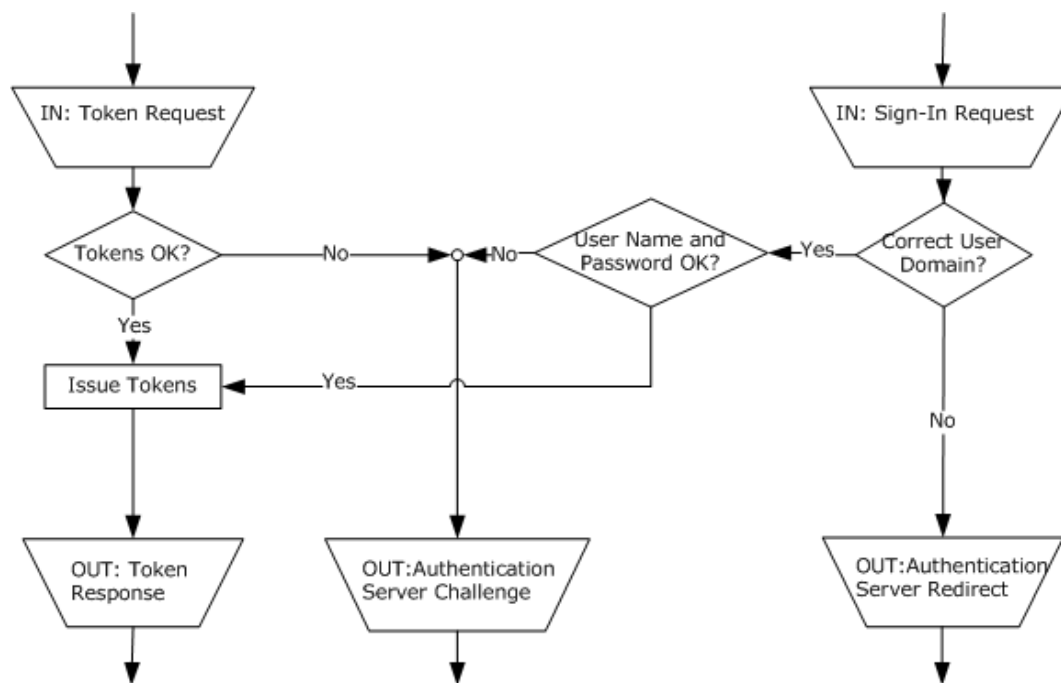 IN: Token Request
IN: Sign-In Request
Tokens OK?
No
No
User Name and
Password OK?
Yes
Correct User
Domain?
Yes
Issue Tokens
Yes
No
OUT: Token
Response
OUT:Authentication
Server Challenge
OUT:Authentication
Server Redirect